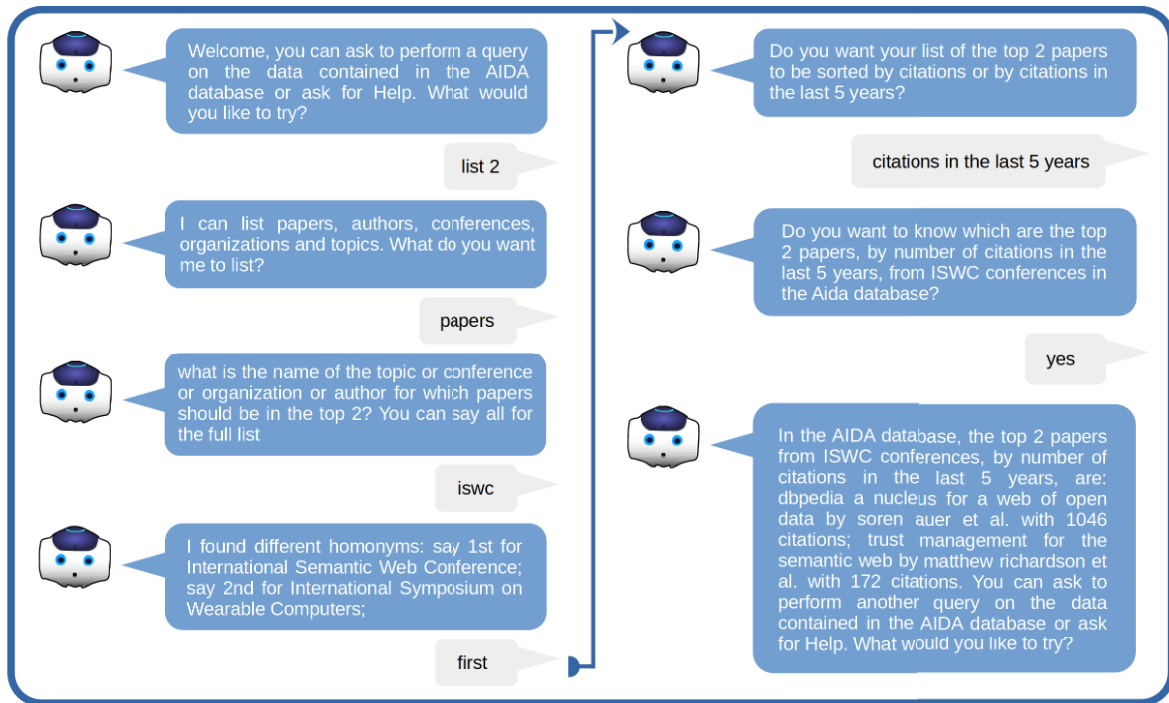 Welcome, you can ask to perform a query
on the data contained in the AIDA
database or ask for Help. What would
you like to try?
list 2
I can list papers, authors, conferences,
organizations and topics. What do you want
me to list?
papers
what is the name of the topic or conference
or organization or author for which papers
should be in the top 2? You can say all for
the full list
iswc
I found different homonyms: say 1st for
International Semantic Web Conference;
say 2nd for International Symposium on
Wearable Computers;
first
Do you want your list of the top 2 papers
to be sorted by citations or by citations in
the last 5 years?
citations in the last 5 years
Do you want to know which are the top
2 papers, by number of citations in the
last 5 years, from ISWC conferences in
the Aida database?
yes
In the AIDA database, the top 2 papers
from ISWC conferences, by number of
citations in the last 5 years, are:
dbpedia a nucleus for a web of open
data by soren auer et al. with 1046
citations; trust management for the
semantic web by matthew richardson et
al. with 172 citations. You can ask to
perform another query on the data
contained in the AIDA database or ask
for Help. What would you like to try?